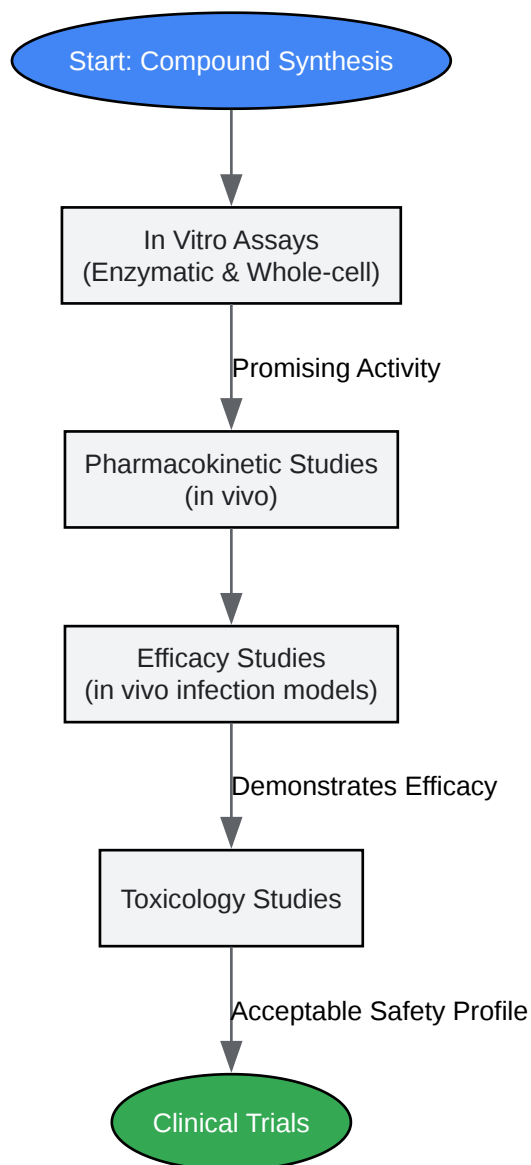 Start: Compound Synthesis
In Vitro Assays
(Enzymatic & Whole-cell)
Promising Activity
Pharmacokinetic Studies
(in vivo)
Efficacy Studies
(in vivo infection models)
Demonstrates Efficacy
Toxicology Studies
Acceptable Safety Profile
Clinical Trials